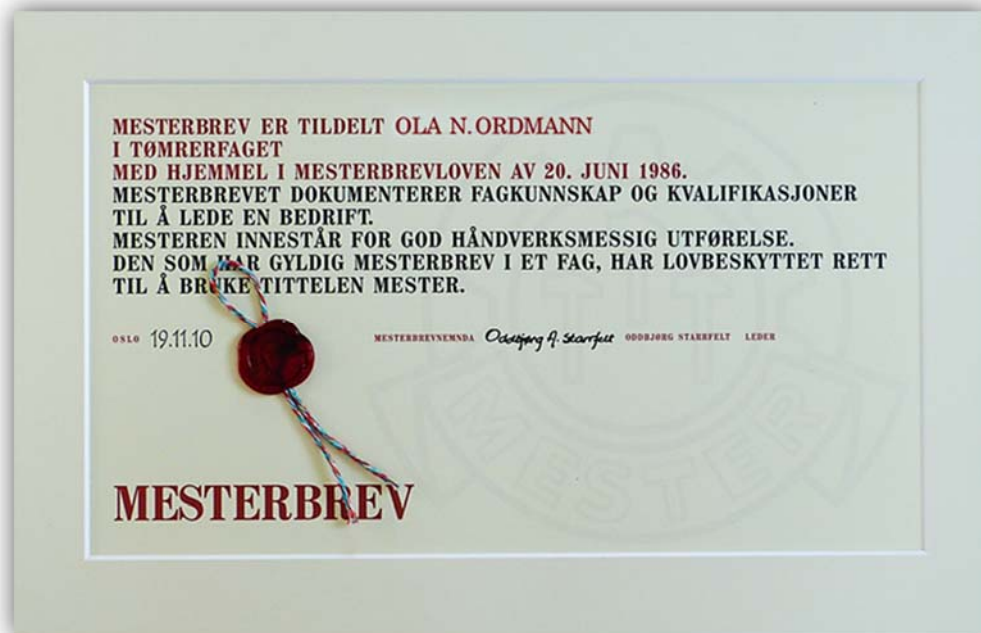 MESTERBREV ER TILDELT OLA N. ORDMANN
I TØMRERFAGET
MED HJEMMEL I MESTERBREVLOVEN AV 20. JUNI 1986.
MESTERBREVET DOKUMENTERER FAGKUNNSKAP OG KVALIFIKASJONER
TIL Å LEDE EN BEDRIFT.
MESTEREN INNESTÅR FOR GOD HÅNDVERKSMESSIG UTFØRELSE.
DEN SOM HAR GYLDIG MESTERBREV I ET FAG, HAR LOVBESKYTTET RETT
TIL Å BRUKE TITTELEN MESTER.
OSLO 19.11.10 MESTERBREVNEMNDA Oddbjørg A. Starrfelt ODDBJØRG STARRFELT LEDER
MESTER
MESTERBREV